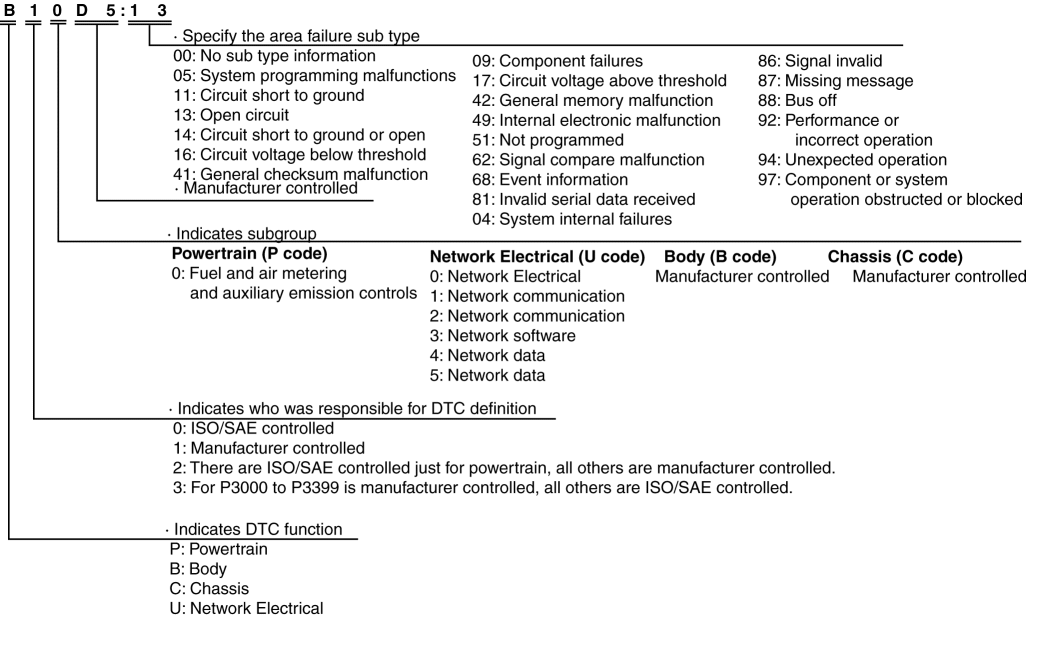 B 1 0 D 5:1 3
· Specify the area failure sub type
00: No sub type information
05: System programming malfunctions
11: Circuit short to ground
13: Open circuit
14: Circuit short to ground or open
16: Circuit voltage below threshold
41: General checksum malfunction
09: Component failures
17: Circuit voltage above threshold
42: General memory malfunction
49: Internal electronic malfunction
51: Not programmed
62: Signal compare malfunction
68: Event information
81: Invalid serial data received
04: System internal failures
86: Signal invalid
87: Missing message
88: Bus off
92: Performance or
incorrect operation
94: Unexpected operation
97: Component or system
operation obstructed or blocked
· Manufacturer controlled
· Indicates subgroup
Powertrain (P code)
0: Fuel and air metering
and auxiliary emission controls
Network Electrical (U code)
0: Network Electrical
1: Network communication
2: Network communication
3: Network software
4: Network data
5: Network data
Body (B code)
Manufacturer controlled
Chassis (C code)
Manufacturer controlled
· Indicates who was responsible for DTC definition
0: ISO/SAE controlled
1: Manufacturer controlled
2: There are ISO/SAE controlled just for powertrain, all others are manufacturer controlled.
3: For P3000 to P3399 is manufacturer controlled, all others are ISO/SAE controlled.
· Indicates DTC function
P: Powertrain
B: Body
C: Chassis
U: Network Electrical